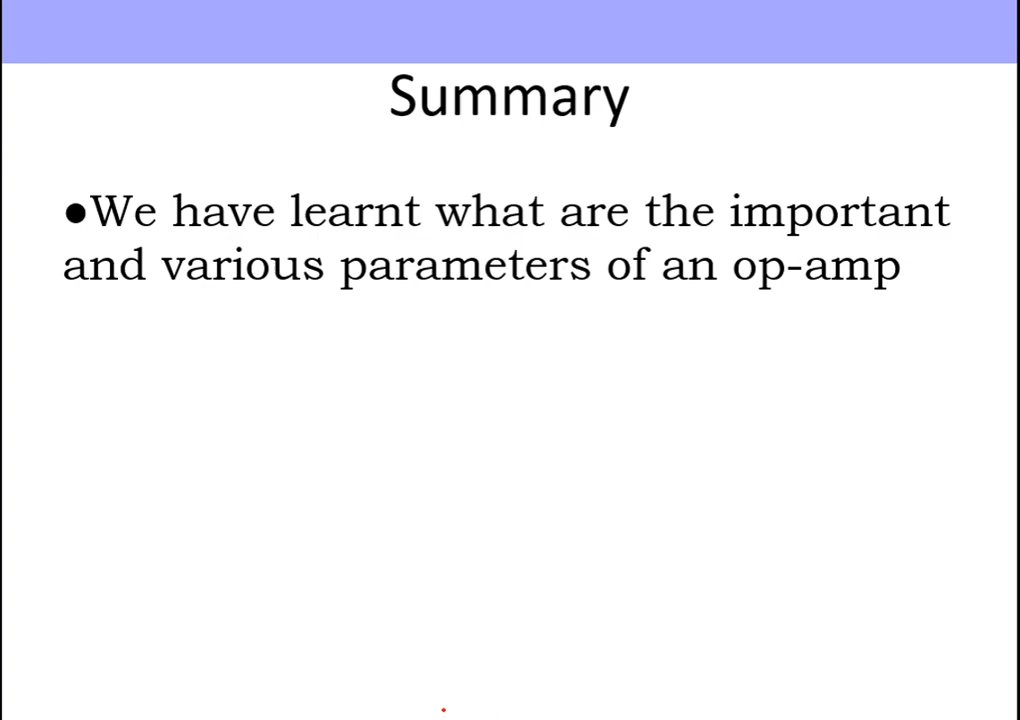 Summary
●We have learnt what are the important
and various parameters of an op-amp